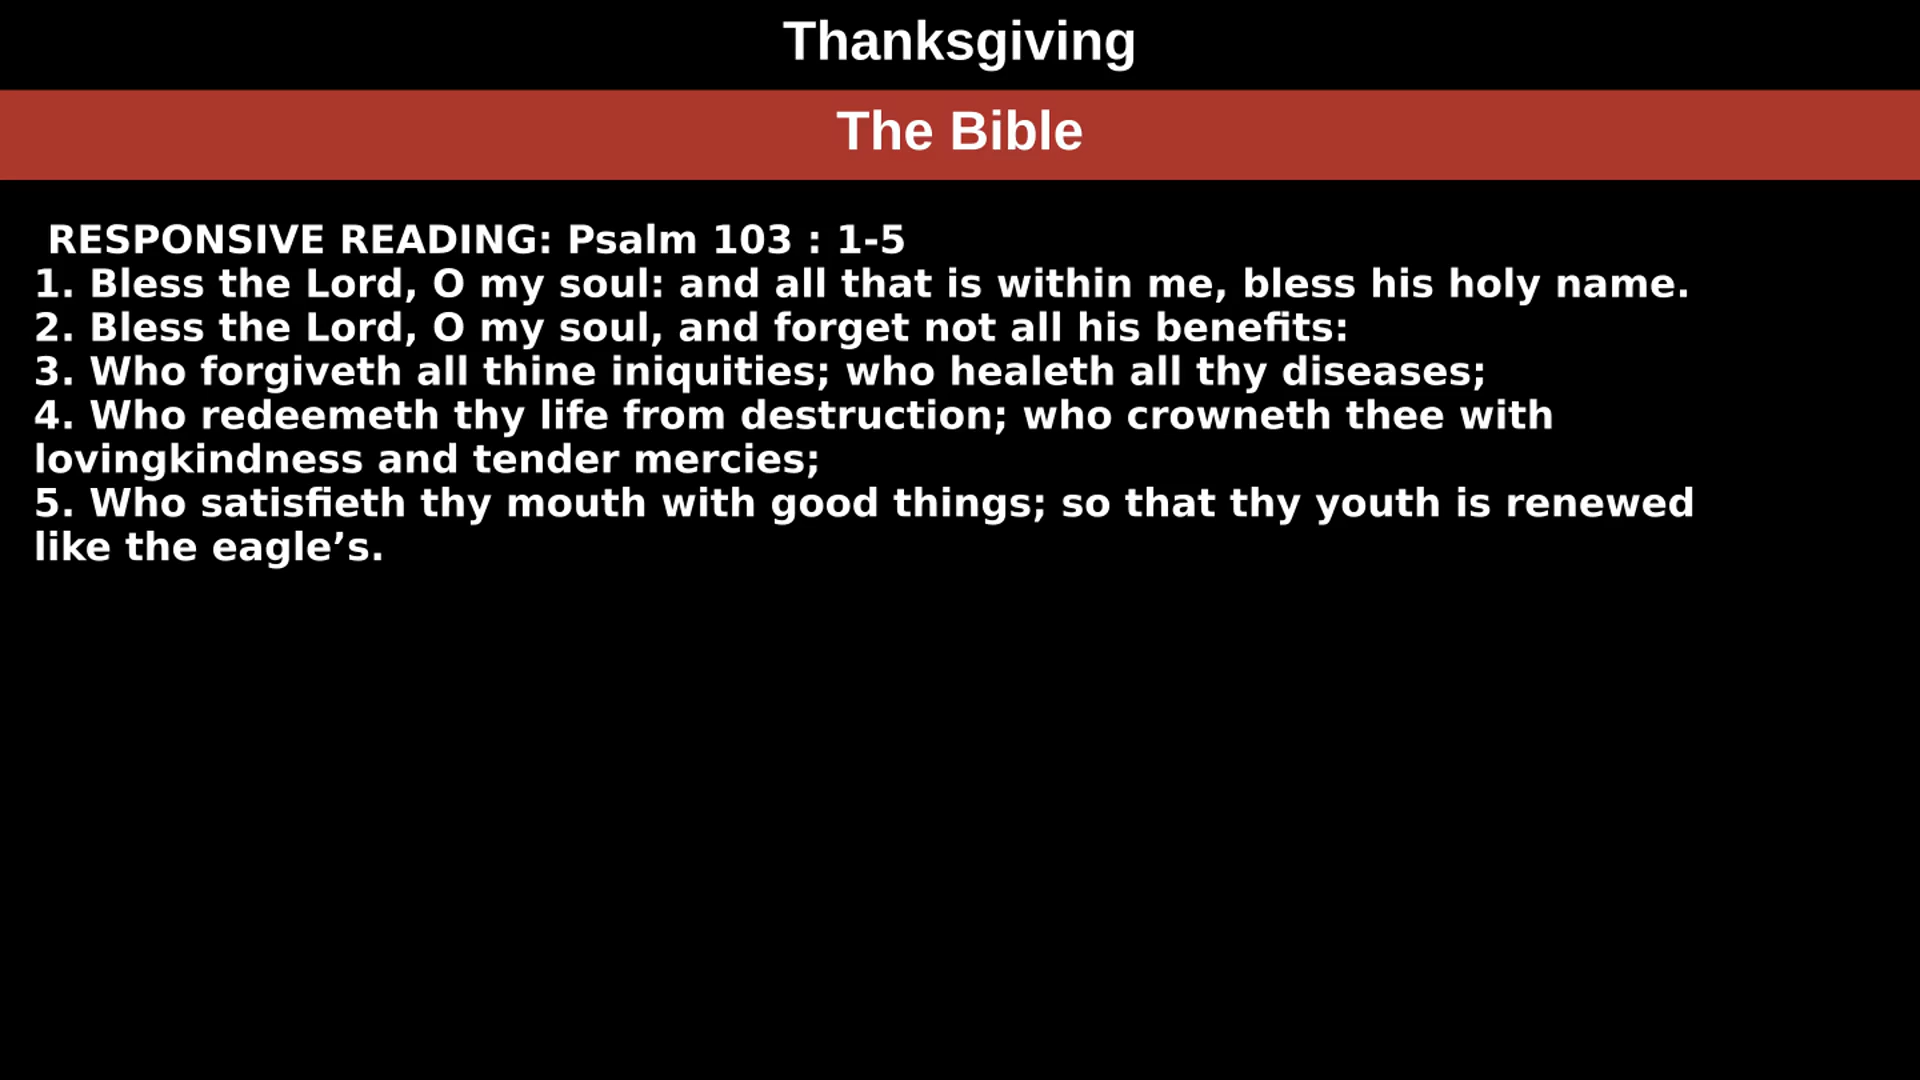 Thanksgiving
The Bible
RESPONSIVE READING: Psalm 103 : 1-5
1. Bless the Lord, O my soul: and all that is within me, bless his holy name.
2. Bless the Lord, O my soul, and forget not all his benefits:
3. Who forgiveth all thine iniquities; who healeth all thy diseases;
4. Who redeemeth thy life from destruction; who crowneth thee with
lovingkindness and tender mercies;
5. Who satisfieth thy mouth with good things; so that thy youth is renewed
like the eagle’s.